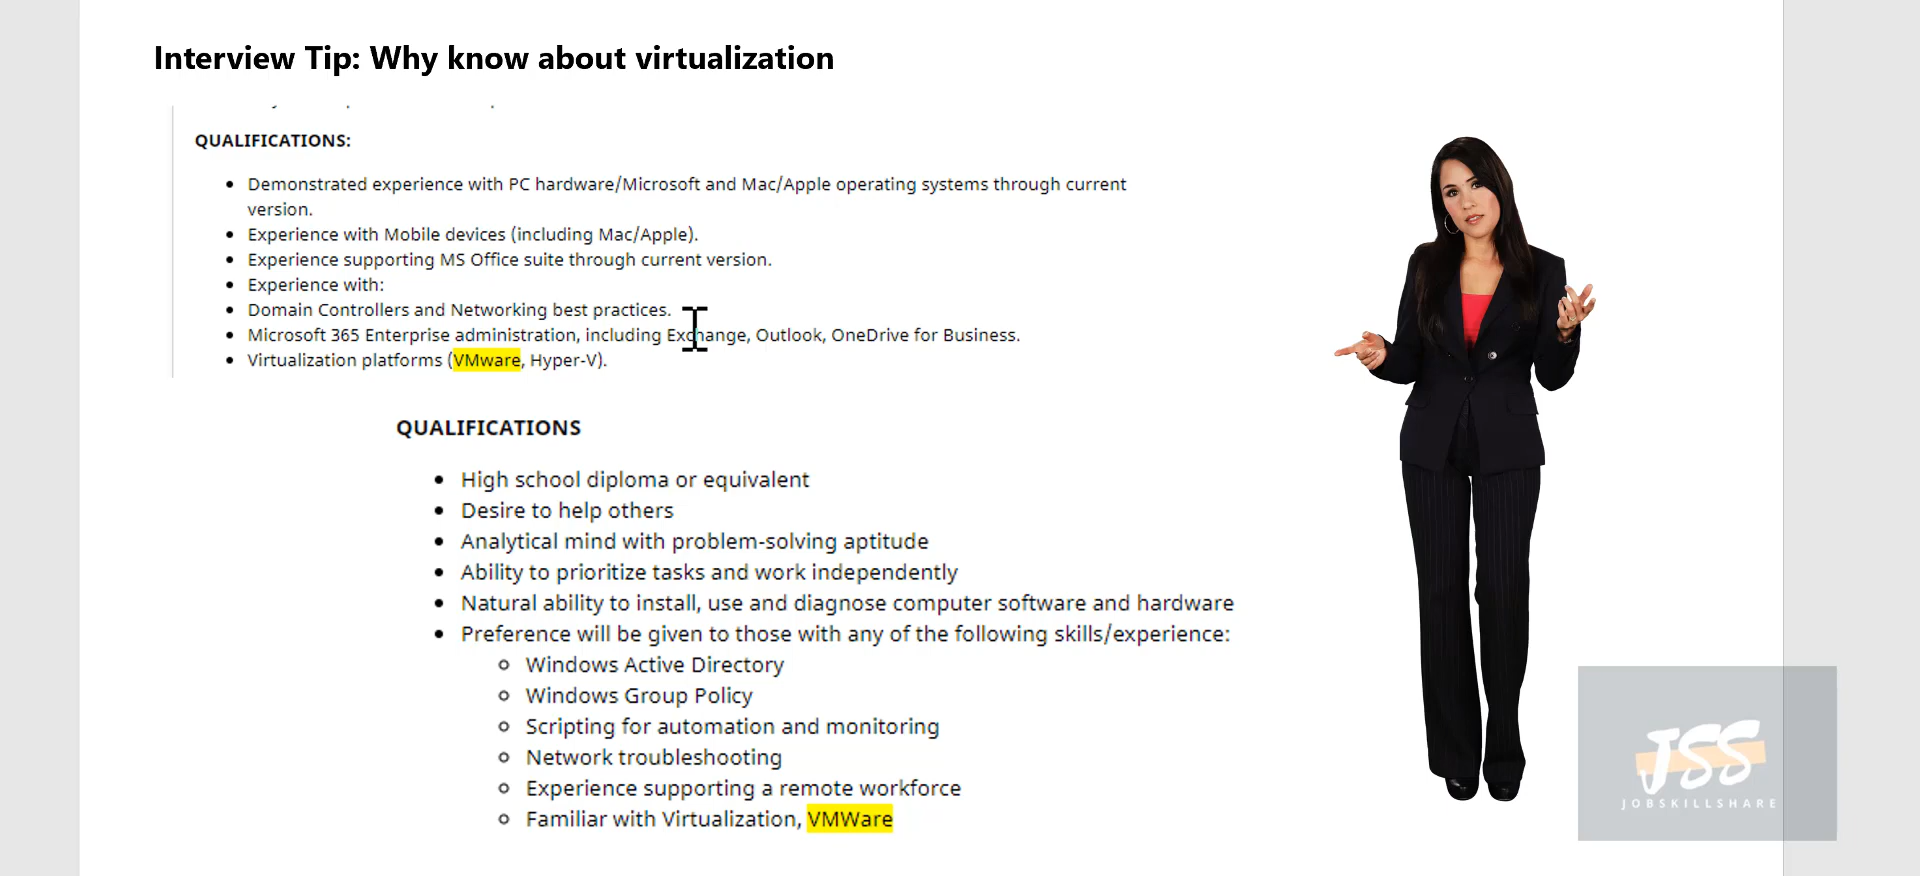 Interview Tip: Why know about virtualization
QUALIFICATIONS:
Demonstrated experience with PC hardware/Microsoft and Mac/Apple operating systems through current
version.
Experience with Mobile devices (including Mac/Apple).
Experience supporting MS Office suite through current version.
Experience with:
Domain Controllers and Networking best practices.
Microsoft 365 Enterprise administration, including Exchange, Outlook, OneDrive for Business.
Virtualization platforms (VMware, Hyper-V).
QUALIFICATIONS
High school diploma or equivalent
Desire to help others
Analytical mind with problem-solving aptitude
Ability to prioritize tasks and work independently
Natural ability to install, use and diagnose computer software and hardware
Preference will be given to those with any of the following skills/experience:
Windows Active Directory
Windows Group Policy
Scripting for automation and monitoring
Network troubleshooting
Experience supporting a remote workforce
Familiar with Virtualization, VMWare
JSS
JOBSKILLSHARE